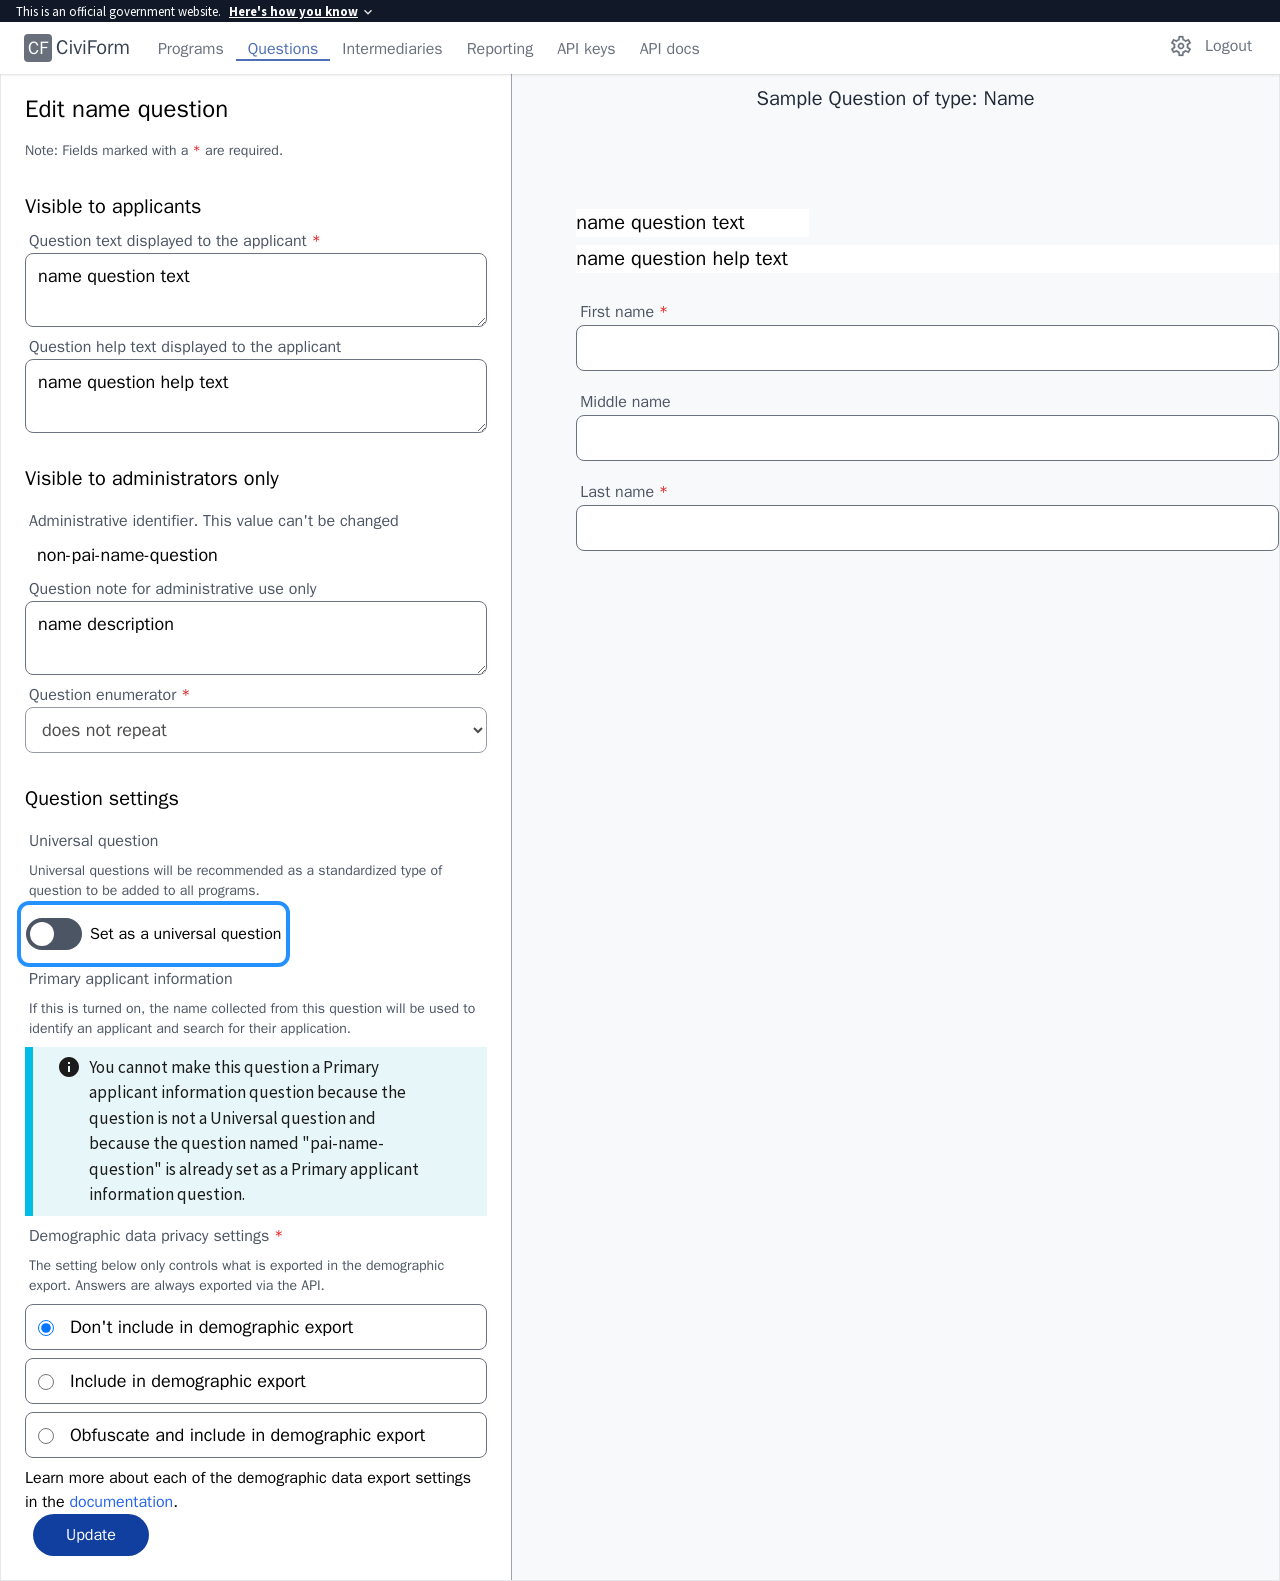 This is an official government website. Here's how you know
CF CiviForm Programs Questions Intermediaries Reporting API keys API docs Logout
Edit name question
Note: Fields marked with a * are required.
Visible to applicants
Question text displayed to the applicant *
name question text
Question help text displayed to the applicant
name question help text
Visible to administrators only
Administrative identifier. This value can't be changed
non-pai-name-question
Question note for administrative use only
name description
Question enumerator *
does not repeat
Question settings
Universal question
Universal questions will be recommended as a standardized type of
question to be added to all programs.
Set as a universal question
Primary applicant information
If this is turned on, the name collected from this question will be used to
identify an applicant and search for their application.
You cannot make this question a Primary
applicant information question because the
question is not a Universal question and
because the question named "pai-name-
question" is already set as a Primary applicant
information question.
Demographic data privacy settings *
The setting below only controls what is exported in the demographic
export. Answers are always exported via the API.
Don't include in demographic export
Include in demographic export
Obfuscate and include in demographic export
Learn more about each of the demographic data export settings
in the documentation.
Update
Sample Question of type: Name
name question text
name question help text
First name *
Middle name
Last name *